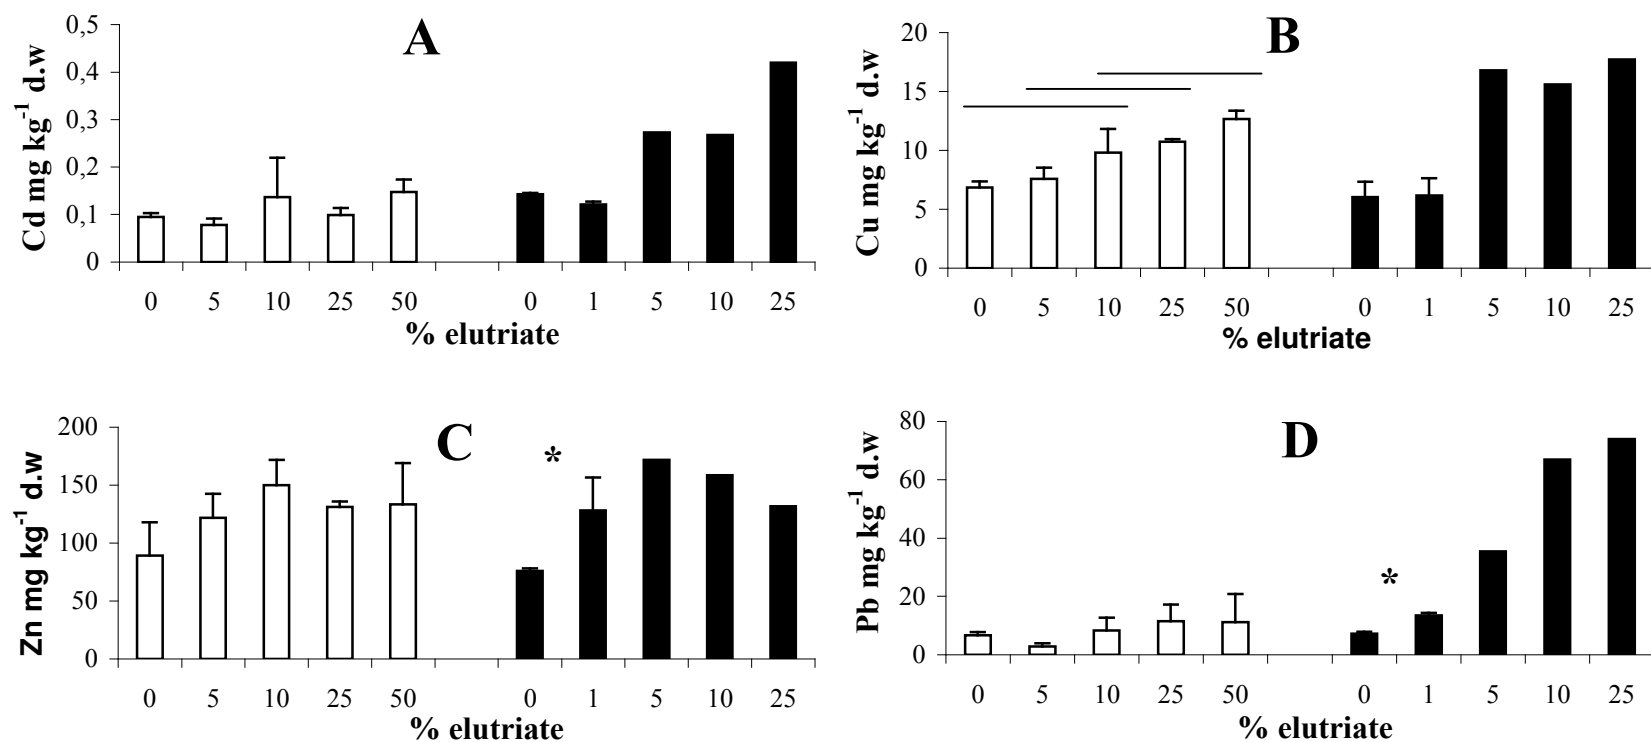 A
Cd mg kg⁻¹ d.w
0,5
0,4
0,3
0,2
0,1
0
0 5 10 25 50 0 1 5 10 25
% elutriate
B
Cu mg kg⁻¹ d.w
20
15
10
5
0
0 5 10 25 50 0 1 5 10 25
% elutriate
C
*
Zn mg kg⁻¹ d.w
200
150
100
50
0
0 5 10 25 50 0 1 5 10 25
% elutriate
D
*
Pb mg kg⁻¹ d.w
80
60
40
20
0
0 5 10 25 50 0 1 5 10 25
% elutriate